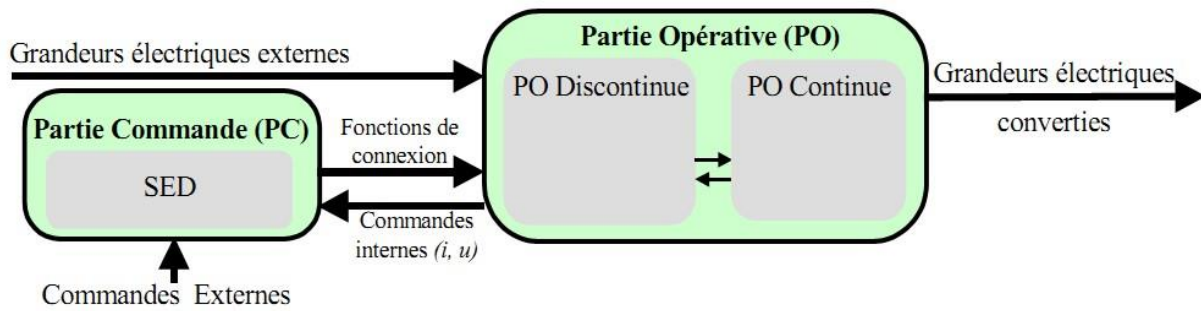 Partie Opérative (PO)
Grandeurs électriques externes
PO Discontinue
PO Continue
Grandeurs électriques
converties
Partie Commande (PC)
SED
Fonctions de
connexion
Commandes
internes (i, u)
Commandes Externes